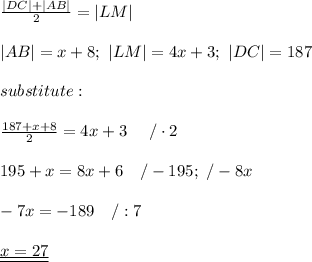 |DC|+|AB| / 2 = |LM|
|AB| = x + 8; |LM| = 4x + 3; |DC| = 187
substitute :
187+x+8 / 2 = 4x + 3 / · 2
195 + x = 8x + 6 / − 195; / − 8x
− 7x = −189 / : 7
x = 27